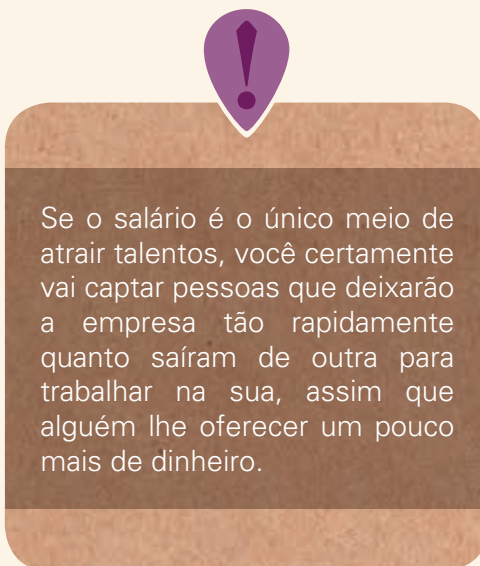 !
Se o salário é o único meio de
atrair talentos, você certamente
vai captar pessoas que deixarão
a empresa tão rapidamente
quanto saíram de outra para
trabalhar na sua, assim que
alguém lhe oferecer um pouco
mais de dinheiro.